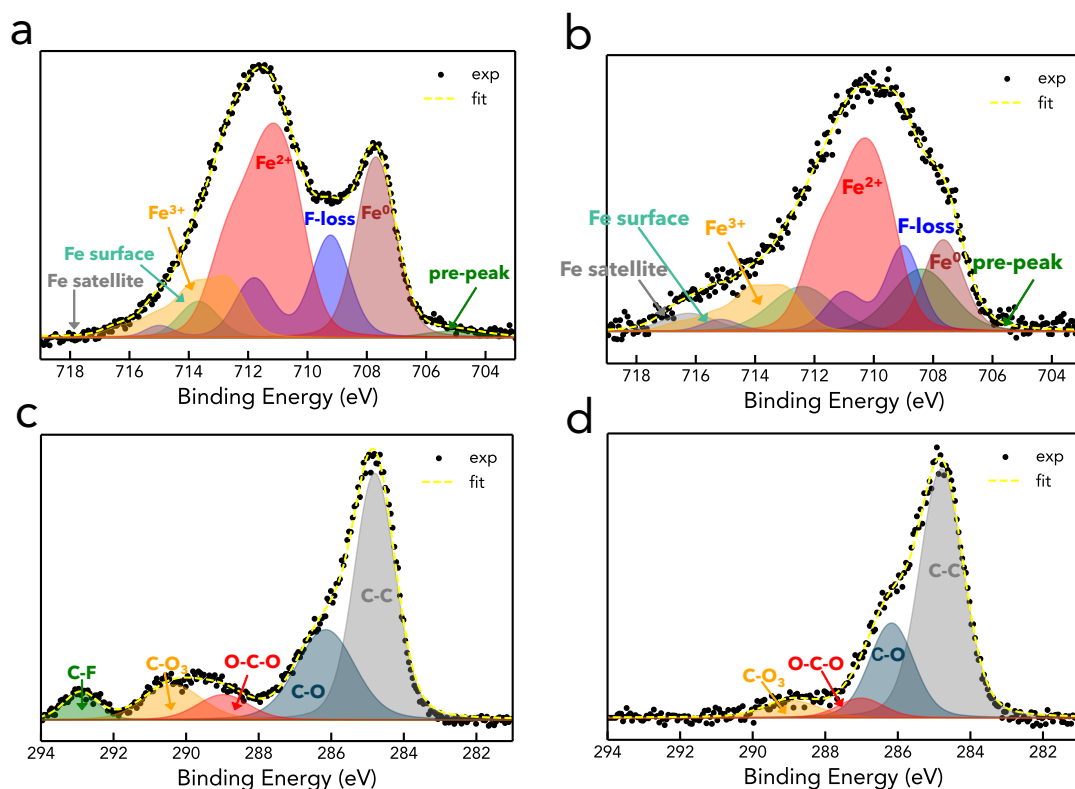 a
exp
fit
Fe²⁺
Fe³⁺
F-loss
Fe⁰
Fe surface
Fe satellite
pre-peak
718 716 714 712 710 708 706 704
Binding Energy (eV)
b
exp
fit
Fe²⁺
Fe surface
Fe³⁺
F-loss
Fe satellite
Fe⁰
pre-peak
718 716 714 712 710 708 706 704
Binding Energy (eV)
c
exp
fit
C-C
C-F
C-O₃
O-C-O
C-O
294 292 290 288 286 284 282
Binding Energy (eV)
d
exp
fit
C-C
C-O
O-C-O
C-O₃
294 292 290 288 286 284 282
Binding Energy (eV)